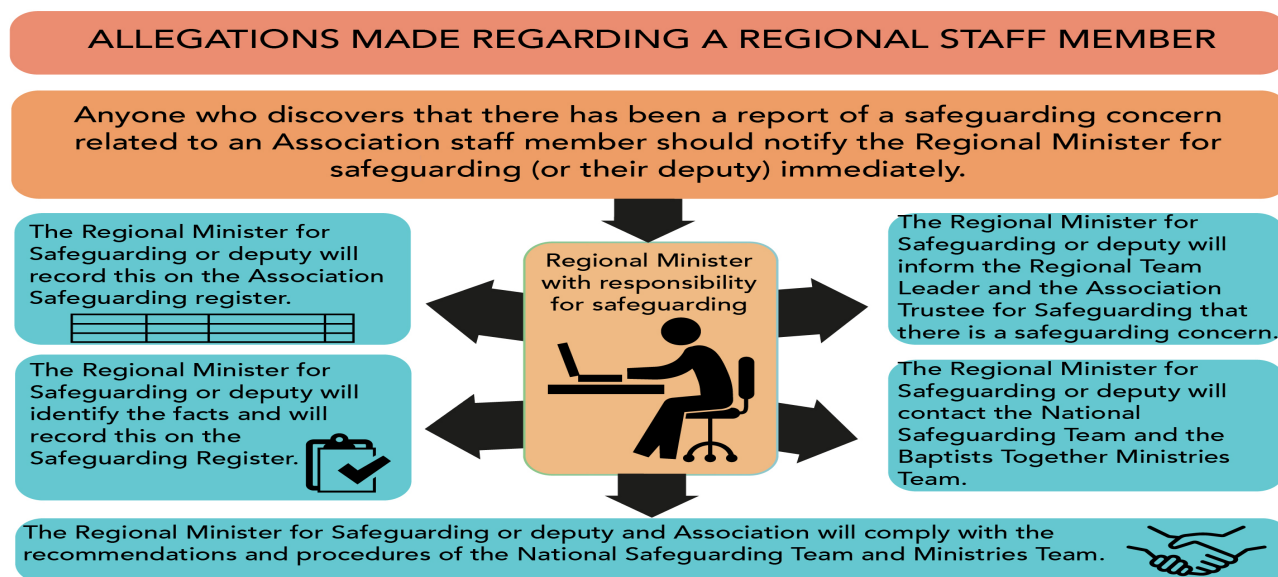 ALLEGATIONS MADE REGARDING A REGIONAL STAFF MEMBER
Anyone who discovers that there has been a report of a safeguarding concern
related to an Association staff member should notify the Regional Minister for
safeguarding (or their deputy) immediately.
The Regional Minister for
Safeguarding or deputy will
record this on the Association
Safeguarding register.
The Regional Minister for
Safeguarding or deputy will
identify the facts and will
record this on the
Safeguarding Register.
Regional Minister
with responsibility
for safeguarding
The Regional Minister for
Safeguarding or deputy will
inform the Regional Team
Leader and the Association
Trustee for Safeguarding that
there is a safeguarding concern.
The Regional Minister for
Safeguarding or deputy will
contact the National
Safeguarding Team and the
Baptists Together Ministries
Team.
The Regional Minister for Safeguarding or deputy and Association will comply with the
recommendations and procedures of the National Safeguarding Team and Ministries Team.